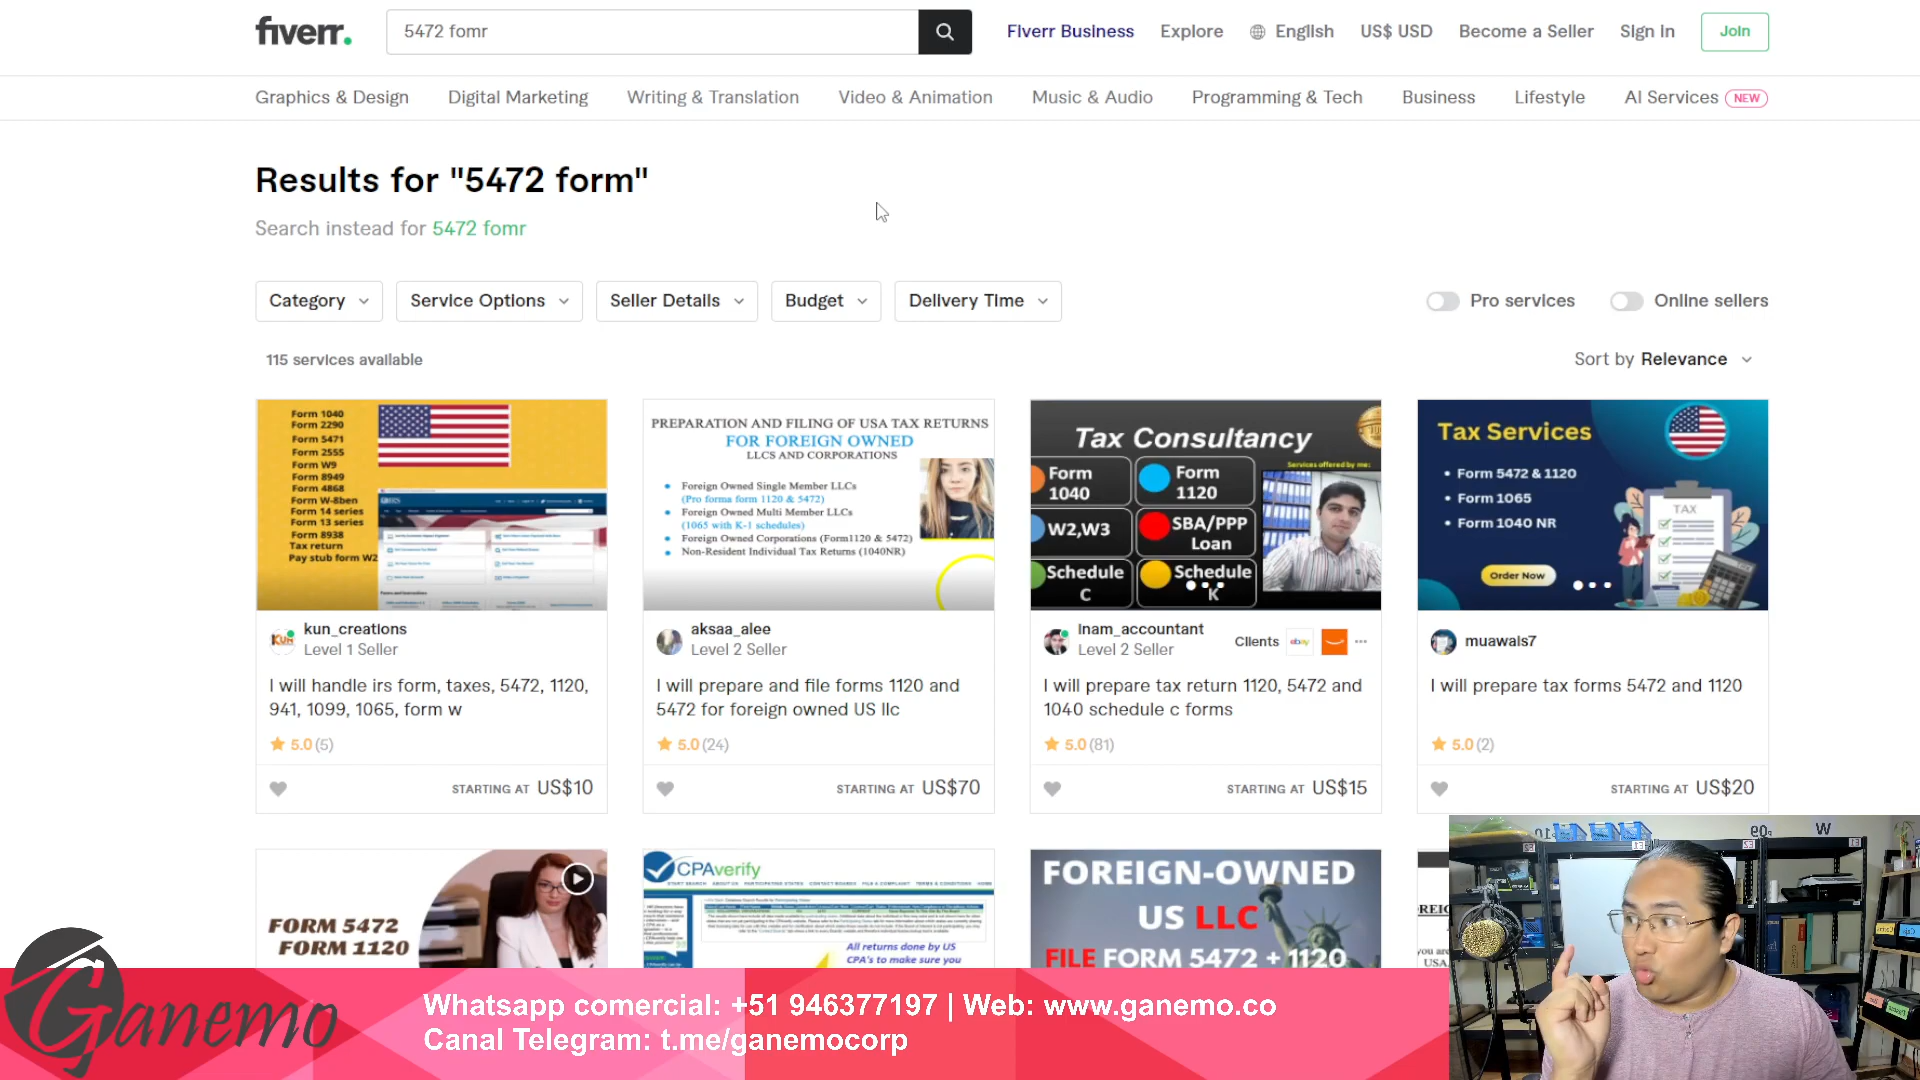 fiverr.
5472 fomr
Fiverr Business
Explore
English
US$ USD
Become a Seller
Sign In
Join
Graphics & Design
Digital Marketing
Writing & Translation
Video & Animation
Music & Audio
Programming & Tech
Business
Lifestyle
AI Services NEW
Results for "5472 form"
Search instead for 5472 fomr
Category
Service Options
Seller Details
Budget
Delivery Time
Pro services
Online sellers
115 services available
Sort by Relevance
Form 1040
Form 2290
Form 5471
Form 2555
Form W9
Form 8949
Form 4868
Form W-8ben
Form 14 series
Form 13 series
Form 8938
Tax return
Pay stub form W2
kun_creations
Level 1 Seller
I will handle irs form, taxes, 5472, 1120,
941, 1099, 1065, form w
5.0 (5)
STARTING AT US$10
PREPARATION AND FILING OF USA TAX RETURNS
FOR FOREIGN OWNED
LLCS AND CORPORATIONS
Foreign Owned Single Member LLCs
(Pro forma form 1120 & 5472)
Foreign Owned Multi Member LLCs
(1065 with K-1 schedules)
Foreign Owned Corporations (Form1120 & 5472)
Non-Resident Individual Tax Returns (1040NR)
aksaa_alee
Level 2 Seller
I will prepare and file forms 1120 and
5472 for foreign owned US llc
5.0 (24)
STARTING AT US$70
Tax Consultancy
Services offered by me:
Form
1040
Form
1120
W2,W3
SBA/PPP
Loan
Schedule
C
Schedule
K
inam_accountant
Level 2 Seller
Clients
ebay
I will prepare tax return 1120, 5472 and
1040 schedule c forms
5.0 (81)
STARTING AT US$15
Tax Services
Form 5472 & 1120
Form 1065
Form 1040 NR
Order Now
TAX
muawals7
I will prepare tax forms 5472 and 1120
5.0 (2)
STARTING AT US$20
FORM 5472
FORM 1120
CPAverify
All returns done by US
CPA's to make sure you
FOREIGN-OWNED
US LLC
FILE FORM 5472 + 1120
Ganemo
Whatsapp comercial: +51 946377197 | Web: www.ganemo.co
Canal Telegram: t.me/ganemocorp